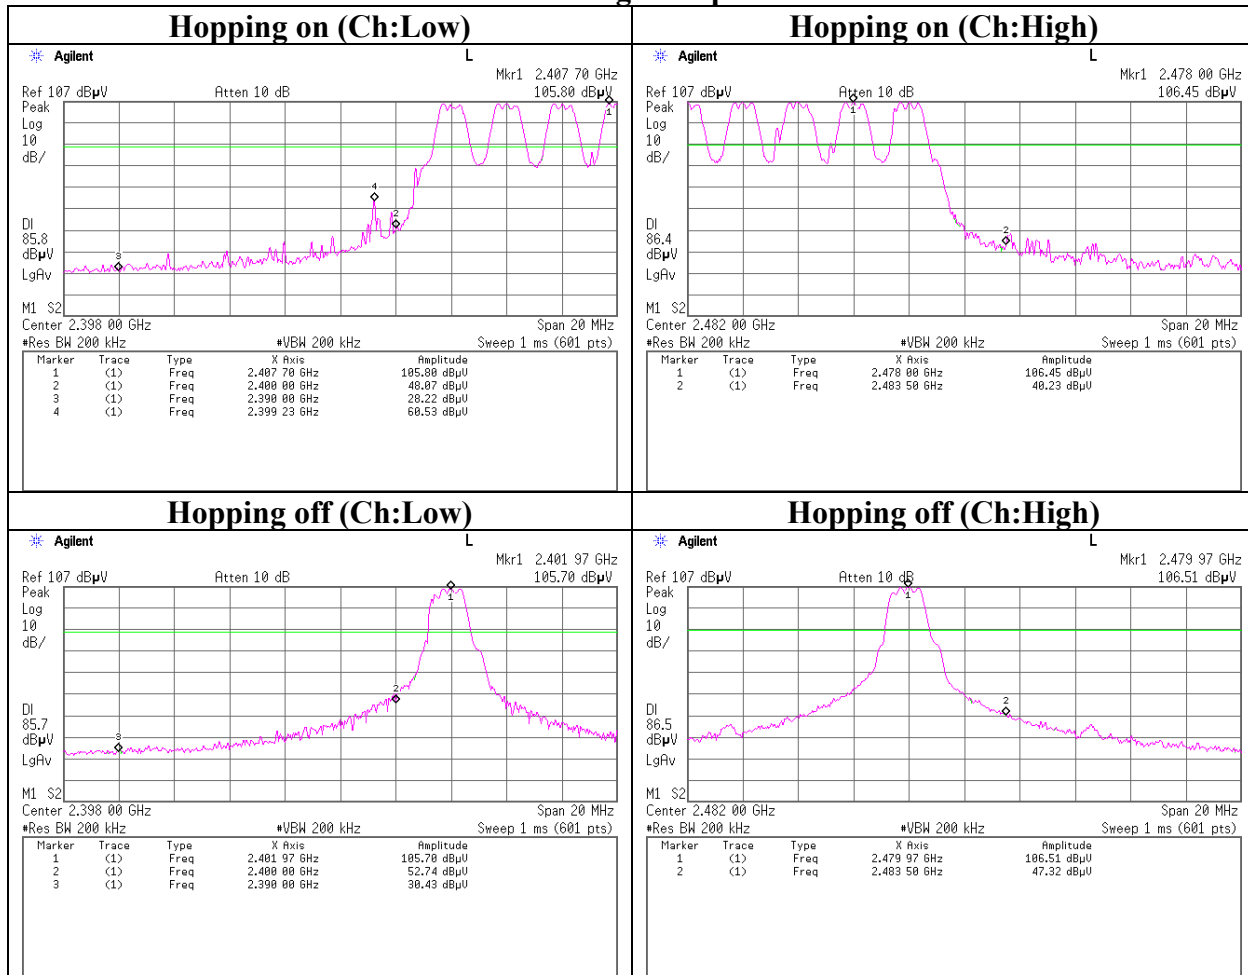 Hopping on (Ch:Low)
Agilent
L
Mkr1 2.407 70 GHz
Ref 107 dBµV
Atten 10 dB
105.80 dBµV
Peak
Log
10
dB/
1
4
2
3
DI
85.8
dBµV
LgAv
M1 S2
Center 2.398 00 GHz
Span 20 MHz
#Res BW 200 kHz
#VBW 200 kHz
Sweep 1 ms (601 pts)
Marker Trace Type X Axis Amplitude
1 (1) Freq 2.407 70 GHz 105.80 dBµV
2 (1) Freq 2.400 00 GHz 48.07 dBµV
3 (1) Freq 2.390 00 GHz 28.22 dBµV
4 (1) Freq 2.399 23 GHz 60.53 dBµV
Hopping on (Ch:High)
Agilent
L
Mkr1 2.478 00 GHz
Ref 107 dBµV
Atten 10 dB
106.45 dBµV
Peak
Log
10
dB/
1
2
DI
86.4
dBµV
LgAv
M1 S2
Center 2.482 00 GHz
Span 20 MHz
#Res BW 200 kHz
#VBW 200 kHz
Sweep 1 ms (601 pts)
Marker Trace Type X Axis Amplitude
1 (1) Freq 2.478 00 GHz 106.45 dBµV
2 (1) Freq 2.483 50 GHz 40.23 dBµV
Hopping off (Ch:Low)
Agilent
L
Mkr1 2.401 97 GHz
Ref 107 dBµV
Atten 10 dB
105.70 dBµV
Peak
Log
10
dB/
1
2
3
DI
85.7
dBµV
LgAv
M1 S2
Center 2.398 00 GHz
Span 20 MHz
#Res BW 200 kHz
#VBW 200 kHz
Sweep 1 ms (601 pts)
Marker Trace Type X Axis Amplitude
1 (1) Freq 2.401 97 GHz 105.70 dBµV
2 (1) Freq 2.400 00 GHz 52.74 dBµV
3 (1) Freq 2.390 00 GHz 30.43 dBµV
Hopping off (Ch:High)
Agilent
L
Mkr1 2.479 97 GHz
Ref 107 dBµV
Atten 10 dB
106.51 dBµV
Peak
Log
10
dB/
1
2
DI
86.5
dBµV
LgAv
M1 S2
Center 2.482 00 GHz
Span 20 MHz
#Res BW 200 kHz
#VBW 200 kHz
Sweep 1 ms (601 pts)
Marker Trace Type X Axis Amplitude
1 (1) Freq 2.479 97 GHz 106.51 dBµV
2 (1) Freq 2.483 50 GHz 47.32 dBµV